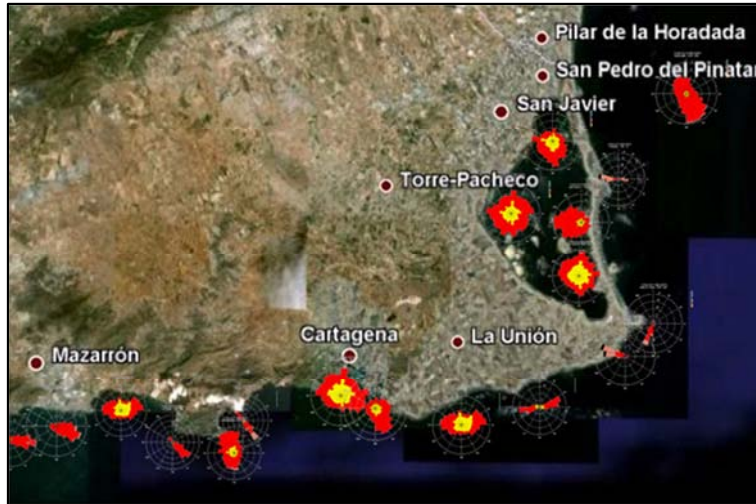 Pilar de la Horadada
San Pedro del Pinatar
San Javier
Torre-Pacheco
Cartagena
La Unión
Mazarrón